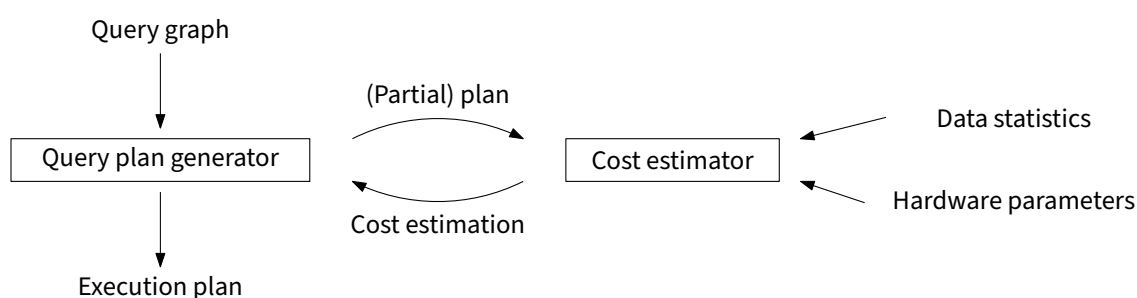 Query graph
(Partial) plan
Data statistics
Query plan generator
Cost estimator
Hardware parameters
Cost estimation
Execution plan